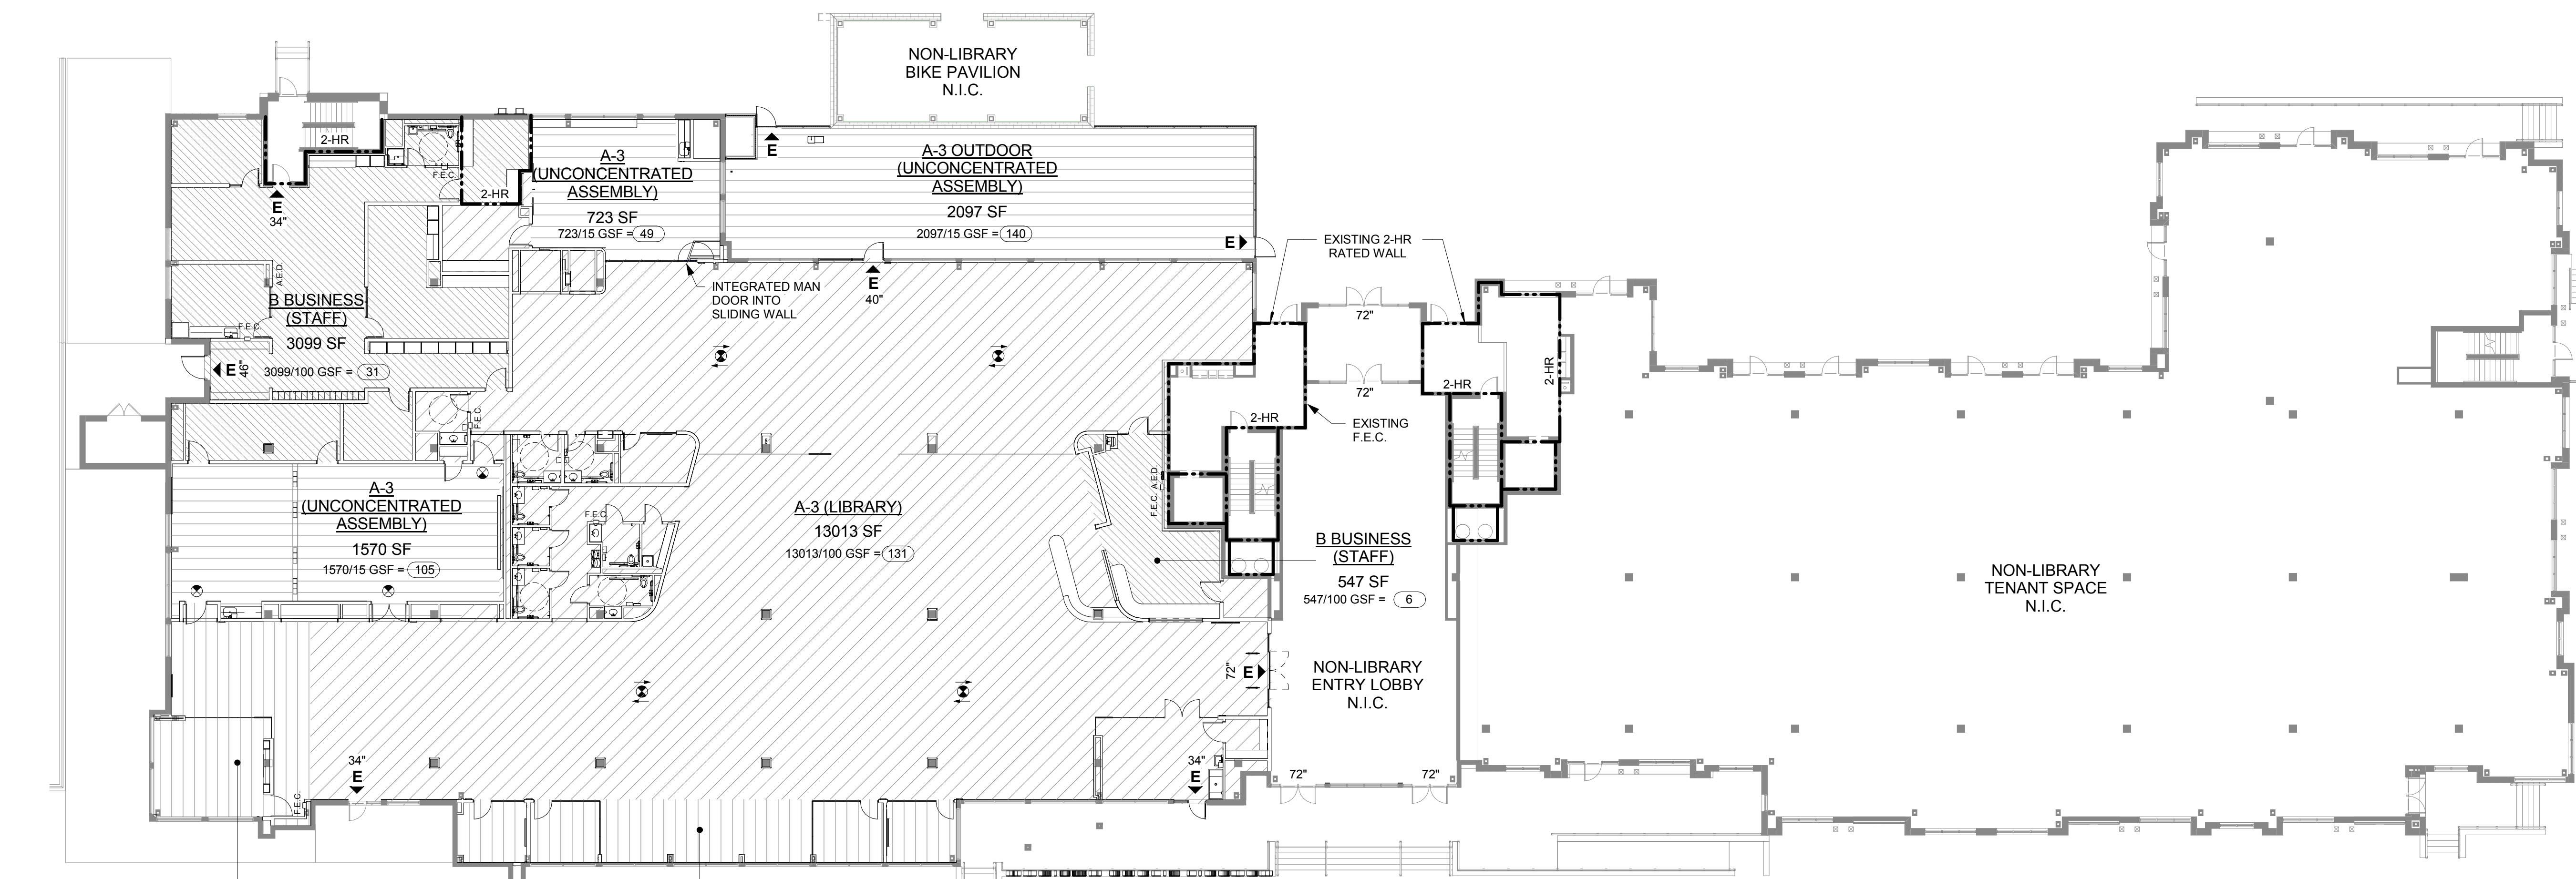 NON-LIBRARY
BIKE PAVILION
N.I.C.
2-HR
F.E.C.
2-HR
E
34"
A-3
(UNCONCENTRATED
ASSEMBLY)
723 SF
723/15 GSF = 49
E
A-3 OUTDOOR
(UNCONCENTRATED
ASSEMBLY)
2097 SF
2097/15 GSF = 140
E
E
40"
INTEGRATED MAN
DOOR INTO
SLIDING WALL
EXISTING 2-HR
RATED WALL
A.E.D.
B BUSINESS
(STAFF)
3099 SF
3099/100 GSF = 31
F.E.C.
E
46"
F.E.C.
72"
72"
2-HR
2-HR
2-HR
EXISTING
F.E.C.
A-3
(UNCONCENTRATED
ASSEMBLY)
1570 SF
1570/15 GSF = 105
F.E.C.
A-3 (LIBRARY)
13013 SF
13013/100 GSF = 131
F.E.C. A.E.D.
B BUSINESS
(STAFF)
547 SF
547/100 GSF = 6
NON-LIBRARY
TENANT SPACE
N.I.C.
72"
E
NON-LIBRARY
ENTRY LOBBY
N.I.C.
34"
E
F.E.C.
34"
E
72"
72"